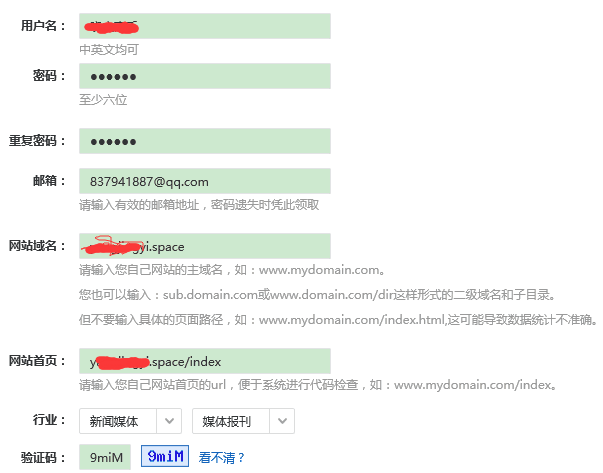 用户名：
中英文均可
密码： ●●●●●●
至少六位
重复密码： ●●●●●●
邮箱： 837941887@qq.com
请输入有效的邮箱地址，密码遗失时凭此领取
网站域名： yi.space
请输入您自己网站的主域名，如：www.mydomain.com。
您也可以输入：sub.domain.com或www.domain.com/dir这样形式的二级域名和子目录。
但不要输入具体的页面路径，如：www.mydomain.com/index.html,这可能导致数据统计不准确。
网站首页： y yi.space/index
请输入您自己网站首页的url，便于系统进行代码检查，如：www.mydomain.com/index。
行业： 新闻媒体 媒体报刊
验证码： 9miM 9miM 看不清？